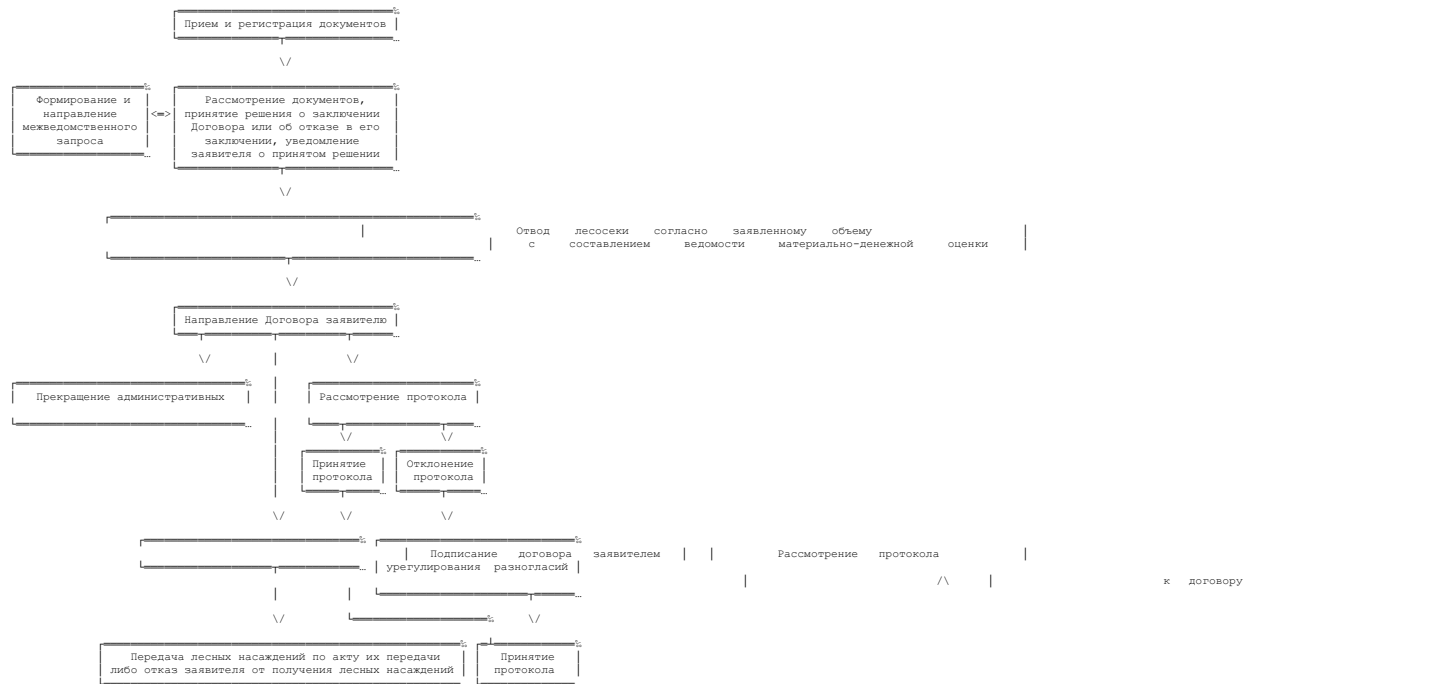 Прием и регистрация документов
Формирование и
направление
межведомственного
запроса
Рассмотрение документов,
принятие решения о заключении
Договора или об отказе в его
заключении, уведомление
заявителя о принятом решении
Отвод лесосеки согласно заявленному объему
с составлением ведомости материально-денежной оценки
Направление Договора заявителю
Прекращение административных
Рассмотрение протокола
Принятие
протокола
Отклонение
протокола
Подписание договора заявителем
Рассмотрение протокола
урегулирования разногласий
к договору
Передача лесных насаждений по акту их передачи
либо отказ заявителя от получения лесных насаждений
Принятие
протокола